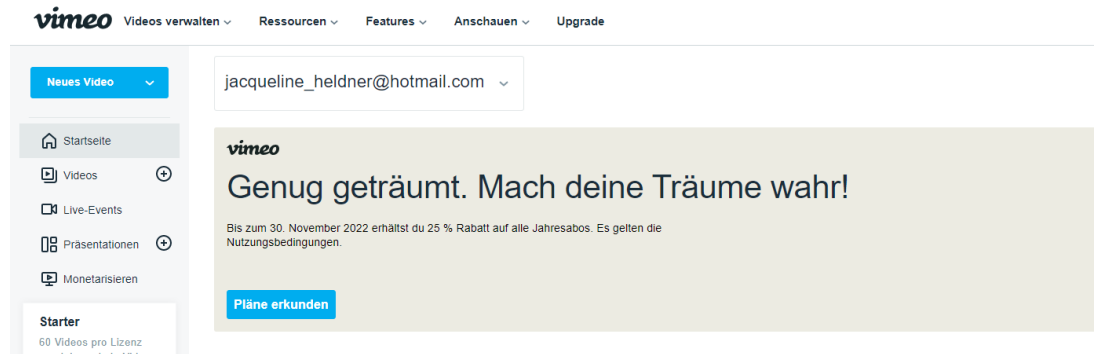 vimeo Videos verwalten Ressourcen Features Anschauen Upgrade
Neues Video
jacqueline_heldner@hotmail.com
Startseite
Videos
Live-Events
Präsentationen
Monetarisieren
Starter
60 Videos pro Lizenz
vimeo
Genug geträumt. Mach deine Träume wahr!
Bis zum 30. November 2022 erhältst du 25 % Rabatt auf alle Jahresabos. Es gelten die
Nutzungsbedingungen.
Pläne erkunden